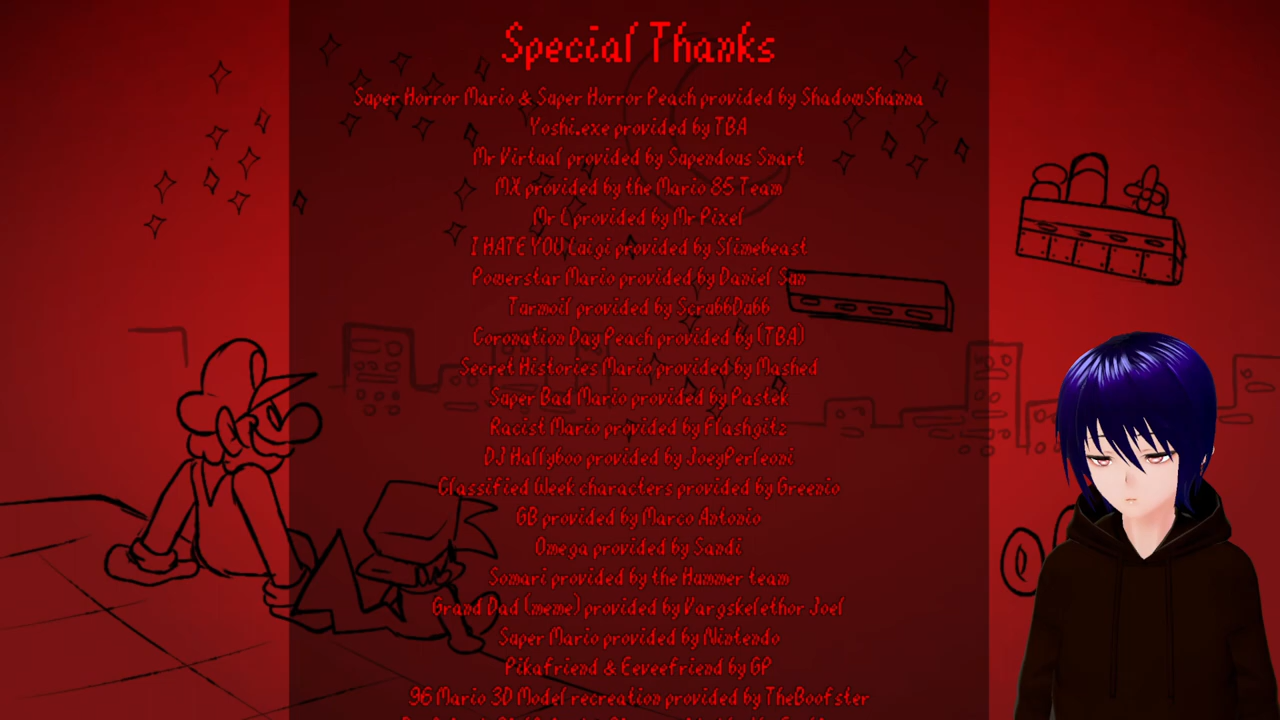 Special Thanks
Super Horror Mario & Super Horror Peach provided by ShadowShanna
Yoshi.exe provided by TBA
Mr Virtual provided by Supendous Smart
MX provided by the Mario 85 Team
Mr L provided by Mr Pixel
I HATE YOU Luigi provided by Slimebeast
Powerstar Mario provided by Daniel Sun
Turmoil provided by ScrabbDubb
Coronation Day Peach provided by (TBA)
Secret Histories Mario provided by Mashed
Super Bad Mario provided by Pastek
Racist Mario provided by Flashgitz
DJ Hallyboo provided by JoeyPerleoni
Classified Week characters provided by Greenio
GB provided by Marco Antonio
Omega provided by Sandi
Somari provided by the Hummer team
Grand Dad (meme) provided by Vargskelethor Joel
Super Mario provided by Nintendo
Pikafriend & Eeveefriend by GP
96 Mario 3D Model recreation provided by TheBoofster